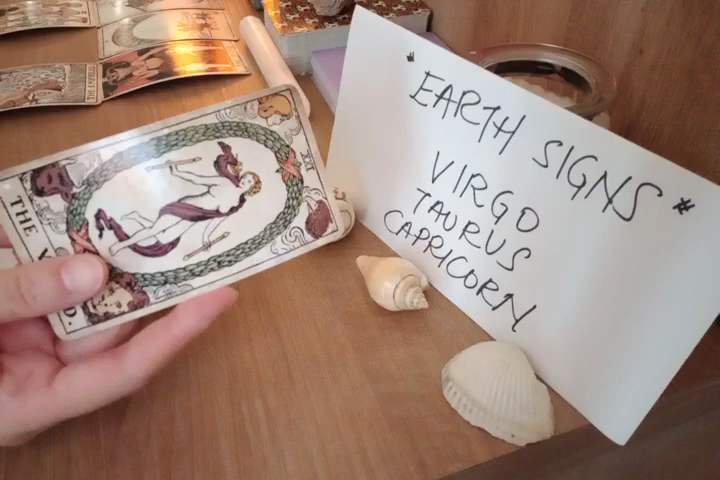 *EARTH SIGNS*
VIRGO
TAURUS
CAPRICORN
THE